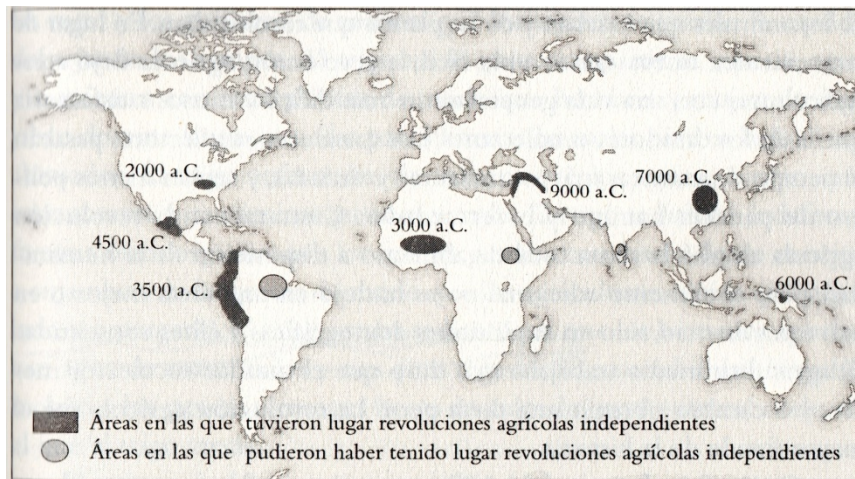 2000 a.C.
4500 a.C.
3500 a.C.
3000 a.C.
9000 a.C.
7000 a.C.
6000 a.C.
Áreas en las que tuvieron lugar revoluciones agrícolas independientes
Áreas en las que pudieron haber tenido lugar revoluciones agrícolas independientes